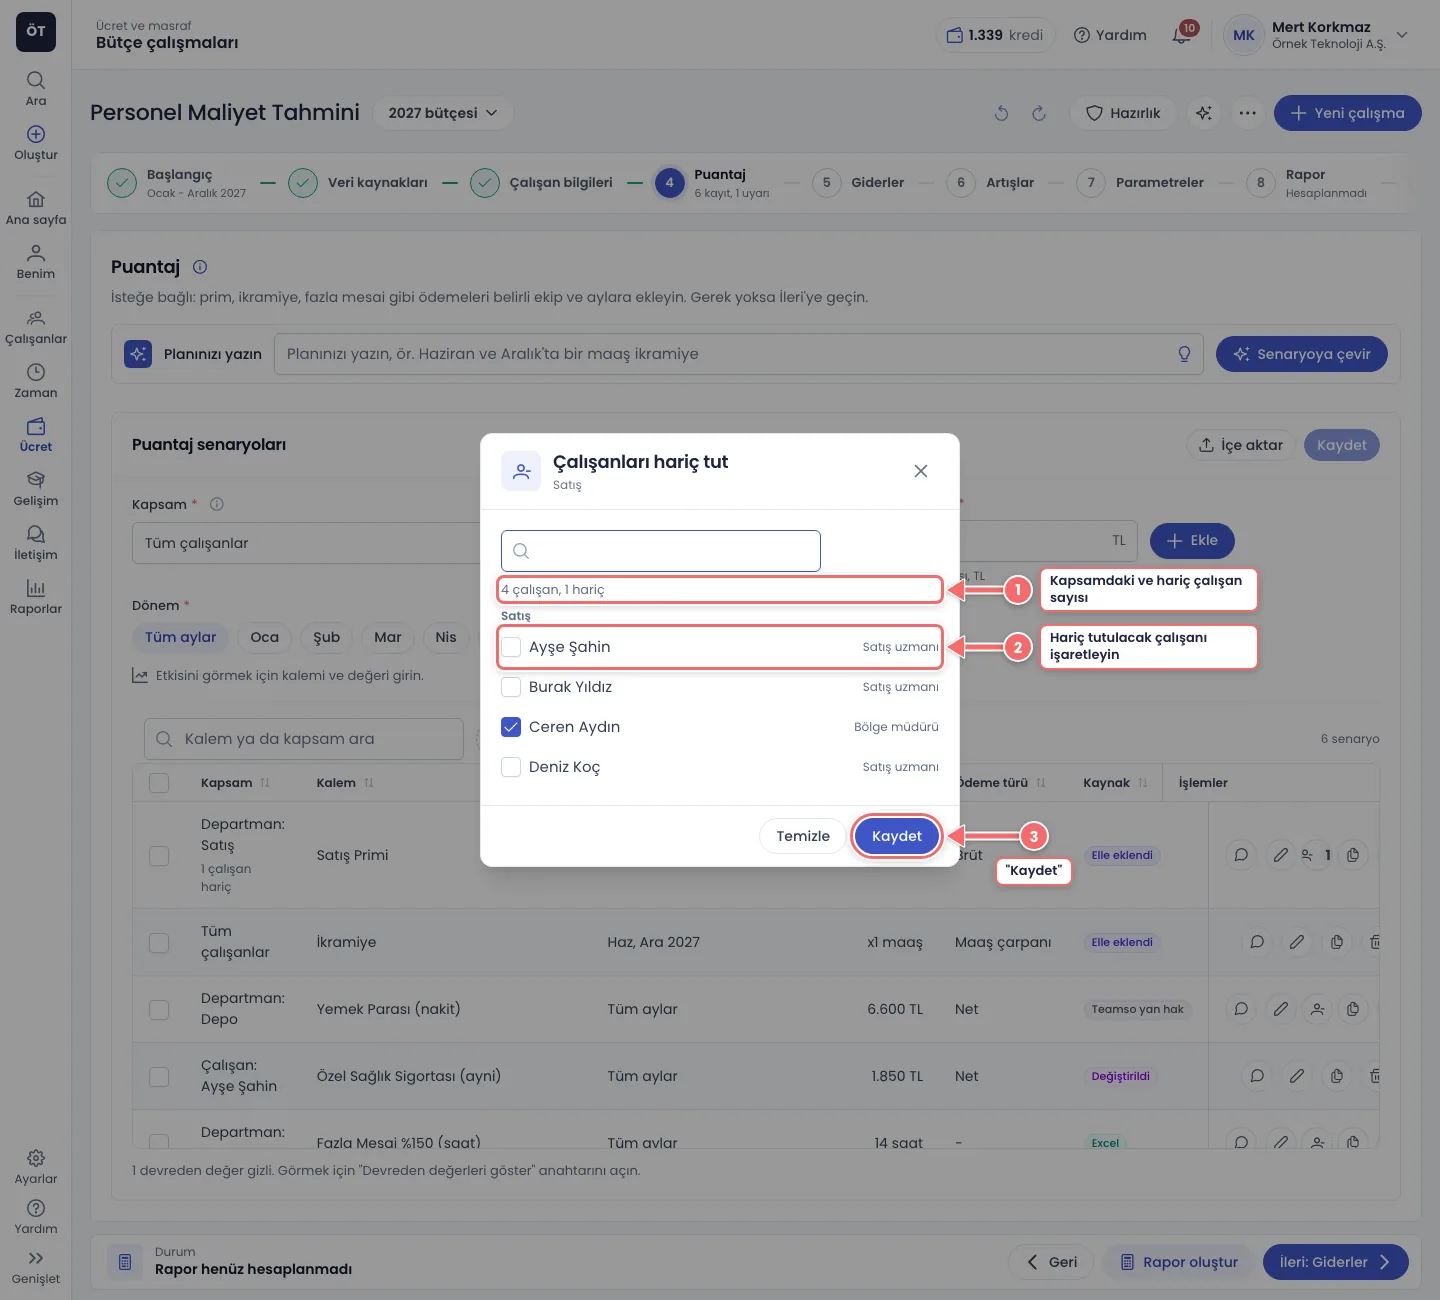 ÖT
Ücret ve masraf
Bütçe çalışmaları
1.339 kredi
Yardım
10
MK
Mert Korkmaz
Örnek Teknoloji A.Ş.
Ara
Oluştur
Ana sayfa
Benim
Çalışanlar
Zaman
Ücret
Gelişim
İletişim
Raporlar
Ayarlar
Yardım
Genişlet
Personel Maliyet Tahmini
2027 bütçesi
Hazırlık
Yeni çalışma
Başlangıç
Ocak - Aralık 2027
Veri kaynakları
Çalışan bilgileri
4
Puantaj
6 kayıt, 1 uyarı
5 Giderler
6 Artışlar
7 Parametreler
8 Rapor
Hesaplanmadı
Puantaj
İsteğe bağlı: prim, ikramiye, fazla mesai gibi ödemeleri belirli ekip ve aylara ekleyin. Gerek yoksa İleri'ye geçin.
Planınızı yazın
Planınızı yazın, ör. Haziran ve Aralık'ta bir maaş ikramiye
Senaryoya çevir
Puantaj senaryoları
İçe aktar
Kaydet
Kapsam *
Tüm çalışanlar
*
TL
Ekle
TL
Dönem *
Tüm aylar Oca Şub Mar Nis
Etkisini görmek için kalemi ve değeri girin.
Kalem ya da kapsam ara
6 senaryo
Kapsam Kalem Ödeme türü Kaynak İşlemler
Departman:
Satış
1 çalışan
hariç
Satış Primi
Brüt
Elle eklendi
1
Tüm
çalışanlar
İkramiye
Haz, Ara 2027
x1 maaş
Maaş çarpanı
Elle eklendi
Departman:
Depo
Yemek Parası (nakit)
Tüm aylar
6.600 TL
Net
Teamso yan hak
Çalışan:
Ayşe Şahin
Özel Sağlık Sigortası (ayni)
Tüm aylar
1.850 TL
Net
Değiştirildi
Departman:
Fazla Mesai %150 (saat)
Tüm aylar
14 saat
-
Excel
1 devreden değer gizli. Görmek için "Devreden değerleri göster" anahtarını açın.
Durum
Rapor henüz hesaplanmadı
Geri
Rapor oluştur
İleri: Giderler
Çalışanları hariç tut
Satış
4 çalışan, 1 hariç
Satış
Ayşe Şahin Satış uzmanı
Burak Yıldız Satış uzmanı
Ceren Aydın Bölge müdürü
Deniz Koç Satış uzmanı
Temizle
Kaydet
1
Kapsamdaki ve hariç çalışan
sayısı
2
Hariç tutulacak çalışanı
işaretleyin
3
"Kaydet"